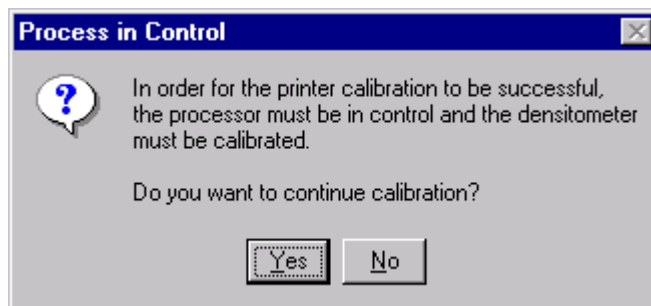 Process in Control
In order for the printer calibration to be successful,
the processor must be in control and the densitometer
must be calibrated.
Do you want to continue calibration?
Yes
No